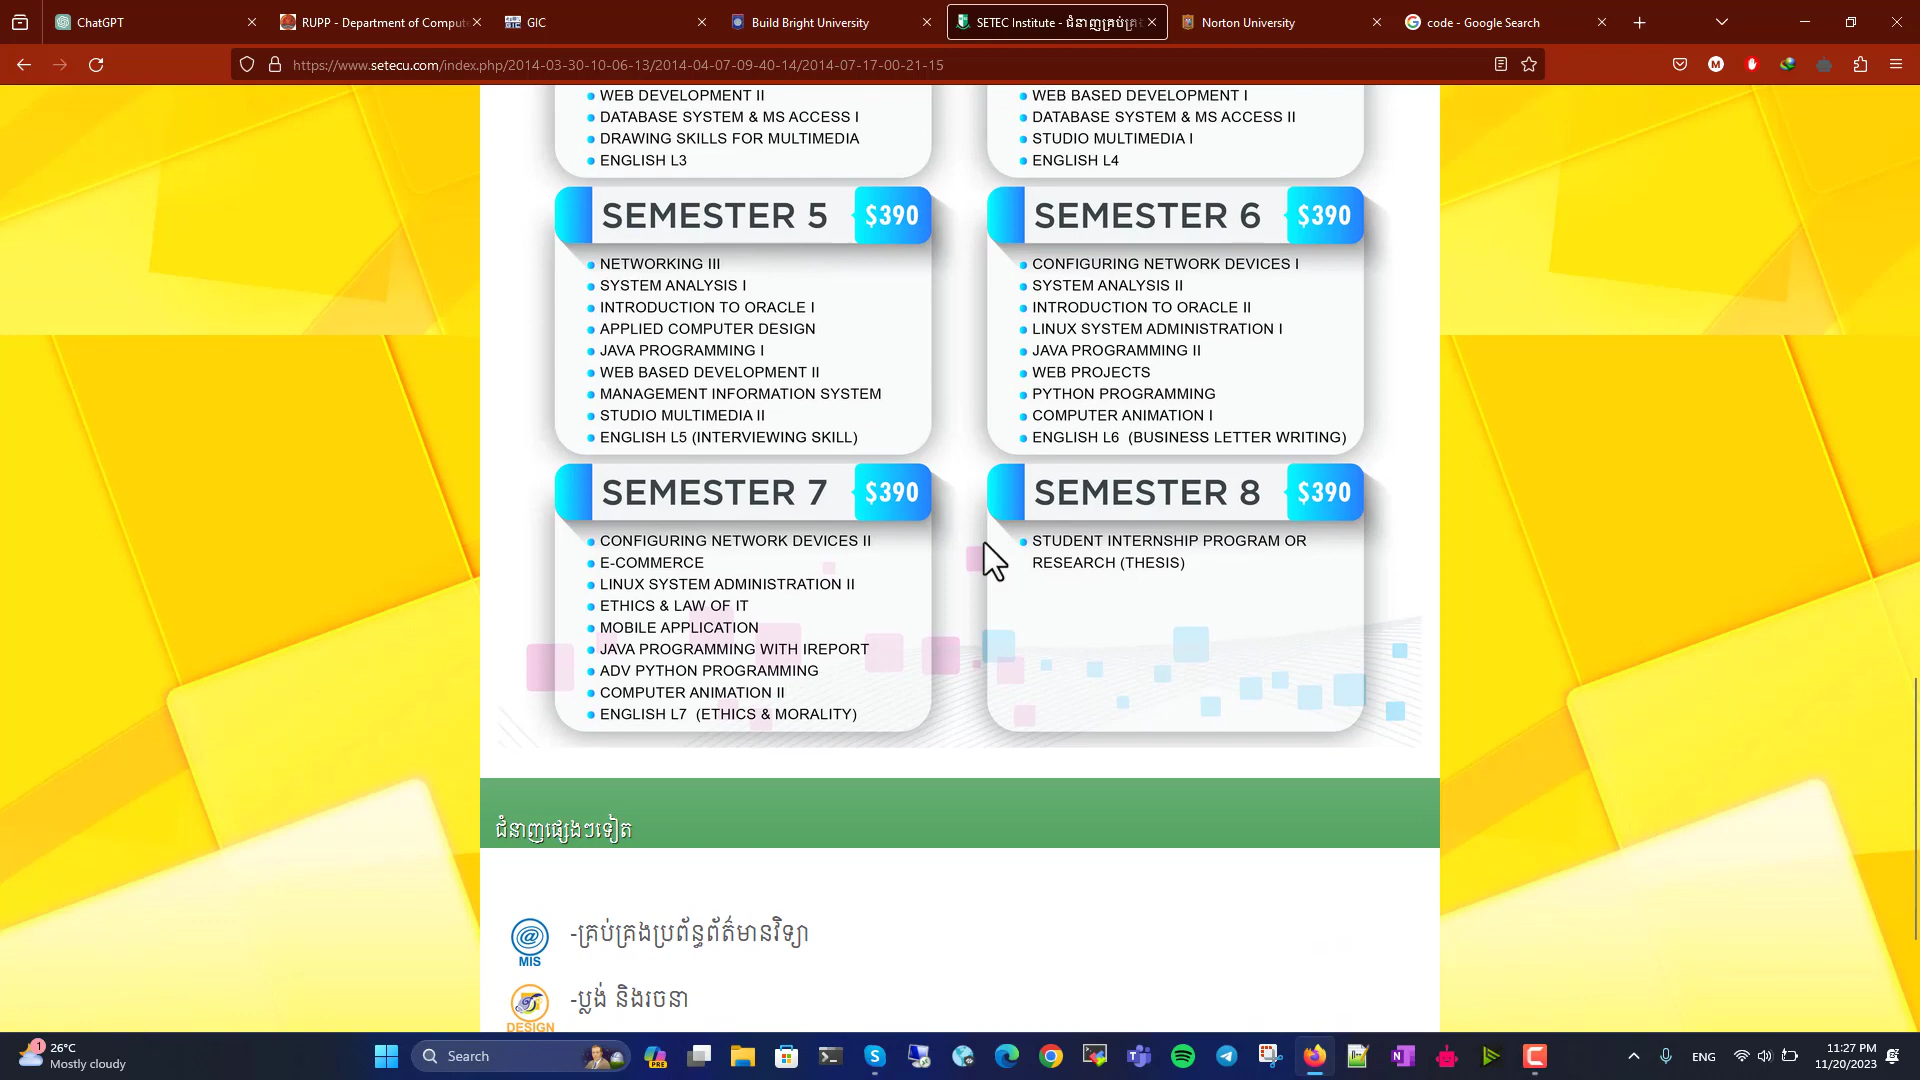 ChatGPT
RUPP - Department of Comput
GIC
Build Bright University
SETEC Institute - ជំនាញគ្រប់គ្រង
Norton University
code - Google Search
https://www.setecu.com/index.php/2014-03-30-10-06-13/2014-04-07-09-40-14/2014-07-17-00-21-15
WEB DEVELOPMENT II
DATABASE SYSTEM & MS ACCESS I
DRAWING SKILLS FOR MULTIMEDIA
ENGLISH L3
WEB BASED DEVELOPMENT I
DATABASE SYSTEM & MS ACCESS II
STUDIO MULTIMEDIA I
ENGLISH L4
SEMESTER 5 $390
NETWORKING III
SYSTEM ANALYSIS I
INTRODUCTION TO ORACLE I
APPLIED COMPUTER DESIGN
JAVA PROGRAMMING I
WEB BASED DEVELOPMENT II
MANAGEMENT INFORMATION SYSTEM
STUDIO MULTIMEDIA II
ENGLISH L5 (INTERVIEWING SKILL)
SEMESTER 6 $390
CONFIGURING NETWORK DEVICES I
SYSTEM ANALYSIS II
INTRODUCTION TO ORACLE II
LINUX SYSTEM ADMINISTRATION I
JAVA PROGRAMMING II
WEB PROJECTS
PYTHON PROGRAMMING
COMPUTER ANIMATION I
ENGLISH L6 (BUSINESS LETTER WRITING)
SEMESTER 7 $390
CONFIGURING NETWORK DEVICES II
E-COMMERCE
LINUX SYSTEM ADMINISTRATION II
ETHICS & LAW OF IT
MOBILE APPLICATION
JAVA PROGRAMMING WITH IREPORT
ADV PYTHON PROGRAMMING
COMPUTER ANIMATION II
ENGLISH L7 (ETHICS & MORALITY)
SEMESTER 8 $390
STUDENT INTERNSHIP PROGRAM OR
RESEARCH (THESIS)
ជំនាញផ្សេងៗទៀត
MIS
-គ្រប់គ្រងប្រព័ន្ធព័ត៌មានវិទ្យា
DESIGN
-ប្លង់ និងរចនា
1
26°C
Mostly cloudy
Search
PRE
ENG
11:27 PM
11/20/2023